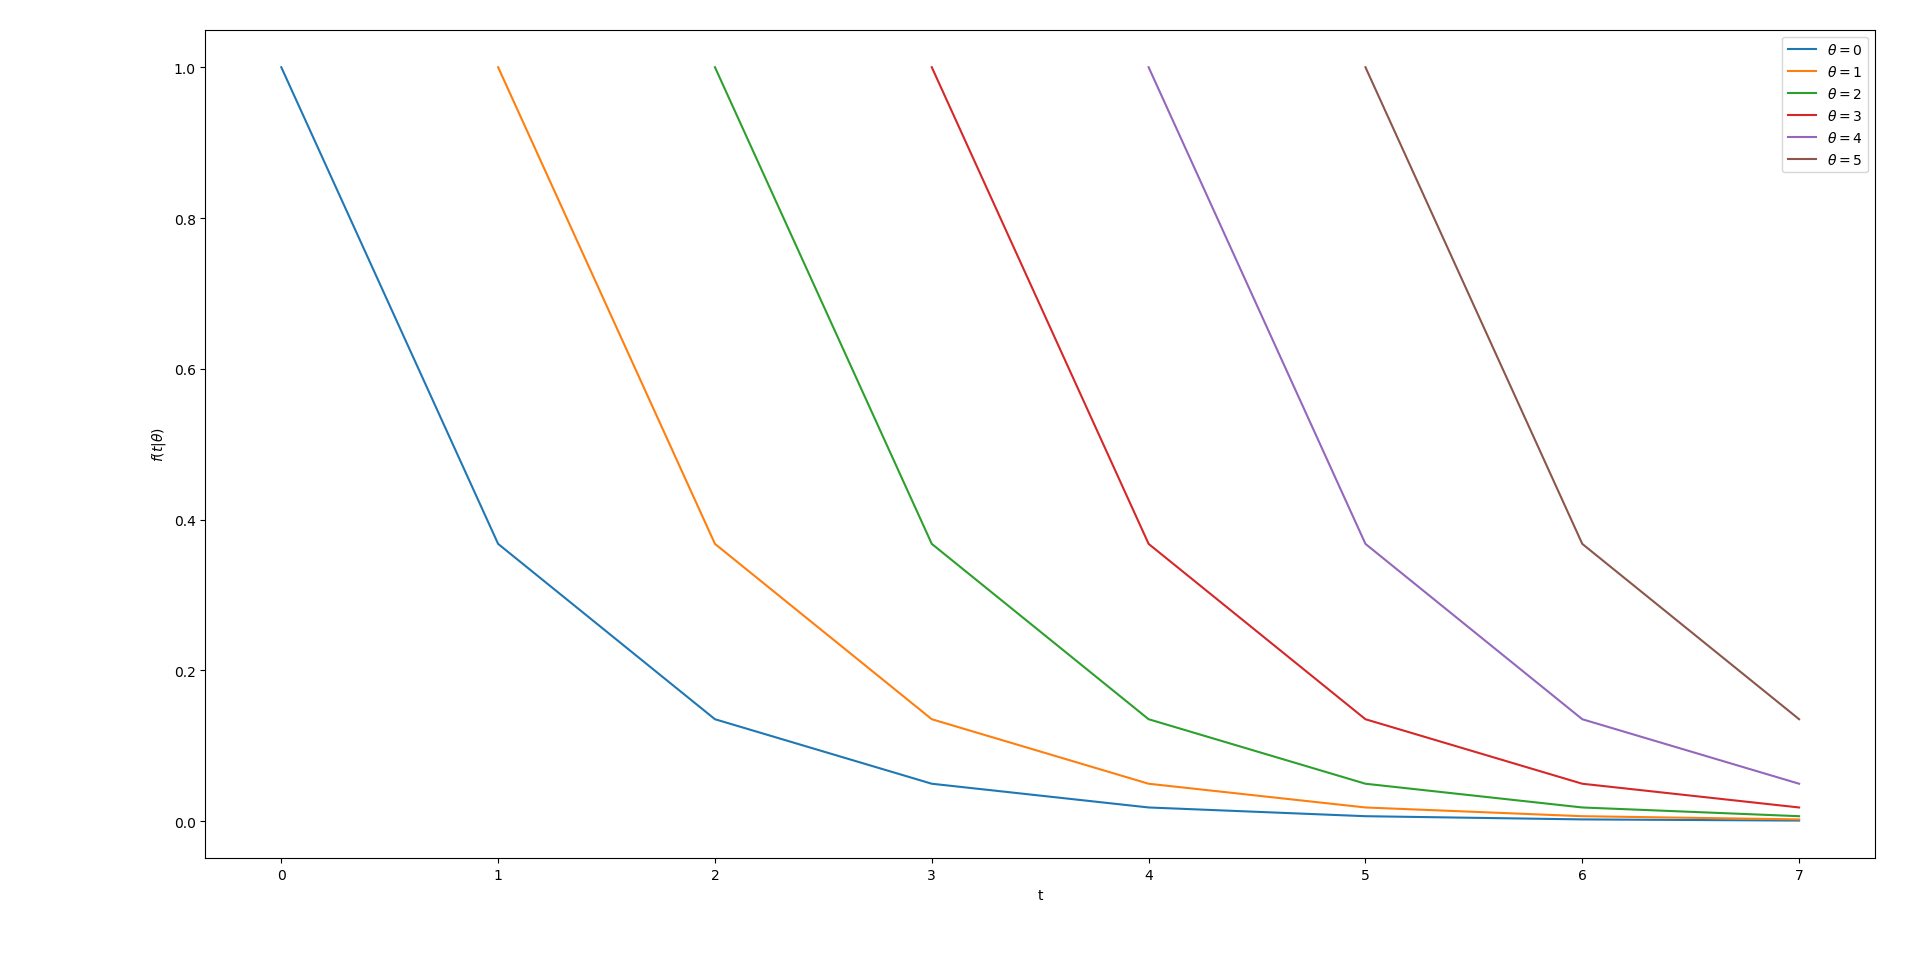 1.0
0.8
0.6
0.4
0.2
0.0
f(t|θ)
0 1 2 3 4 5 6 7
t
θ = 0
θ = 1
θ = 2
θ = 3
θ = 4
θ = 5